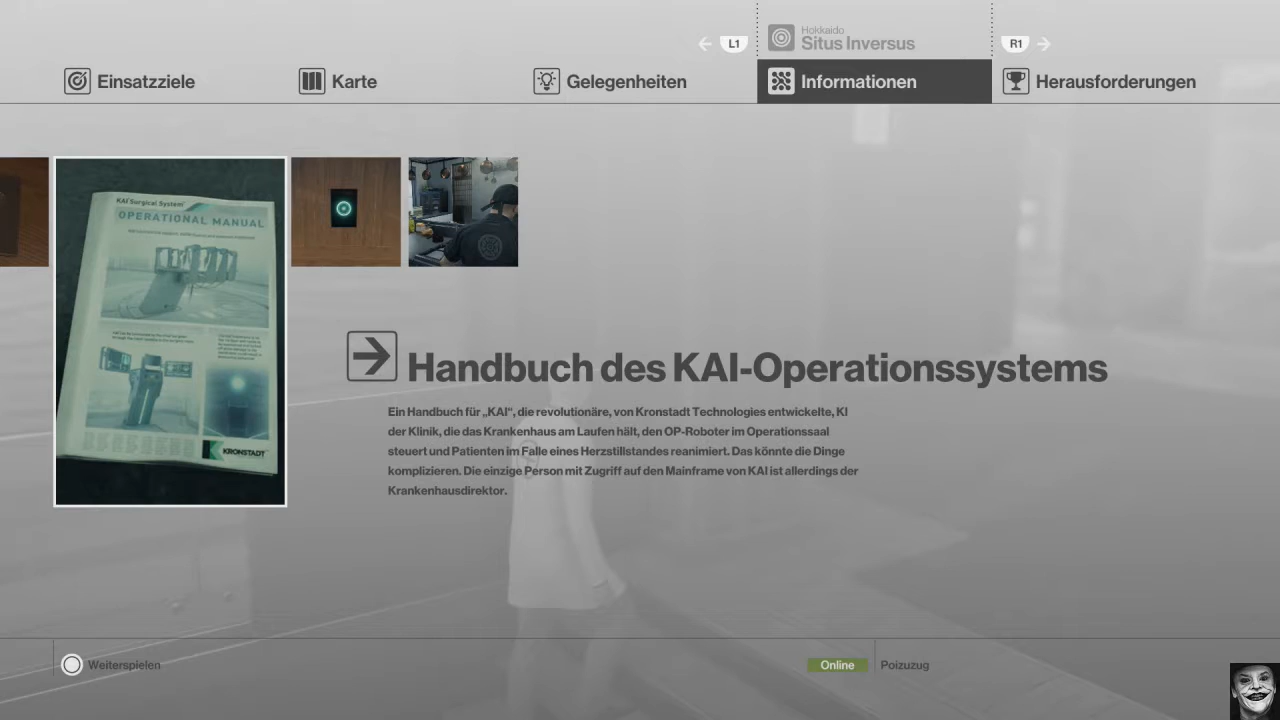 Hokkaido
L1
Situs Inversus
R1
Einsatzziele
Karte
Gelegenheiten
Informationen
Herausforderungen
KAI Surgical System
OPERATIONAL MANUAL
KRONSTADT
Handbuch des KAI-Operationssystems
Ein Handbuch für „KAI“, die revolutionäre, von Kronstadt Technologies entwickelte, KI
der Klinik, die das Krankenhaus am Laufen hält, den OP-Roboter im Operationssaal
steuert und Patienten im Falle eines Herzstillstandes reanimiert. Das könnte die Dinge
komplizieren. Die einzige Person mit Zugriff auf den Mainframe von KAI ist allerdings der
Krankenhausdirektor.
Weiterspielen
Online
Poizuzug